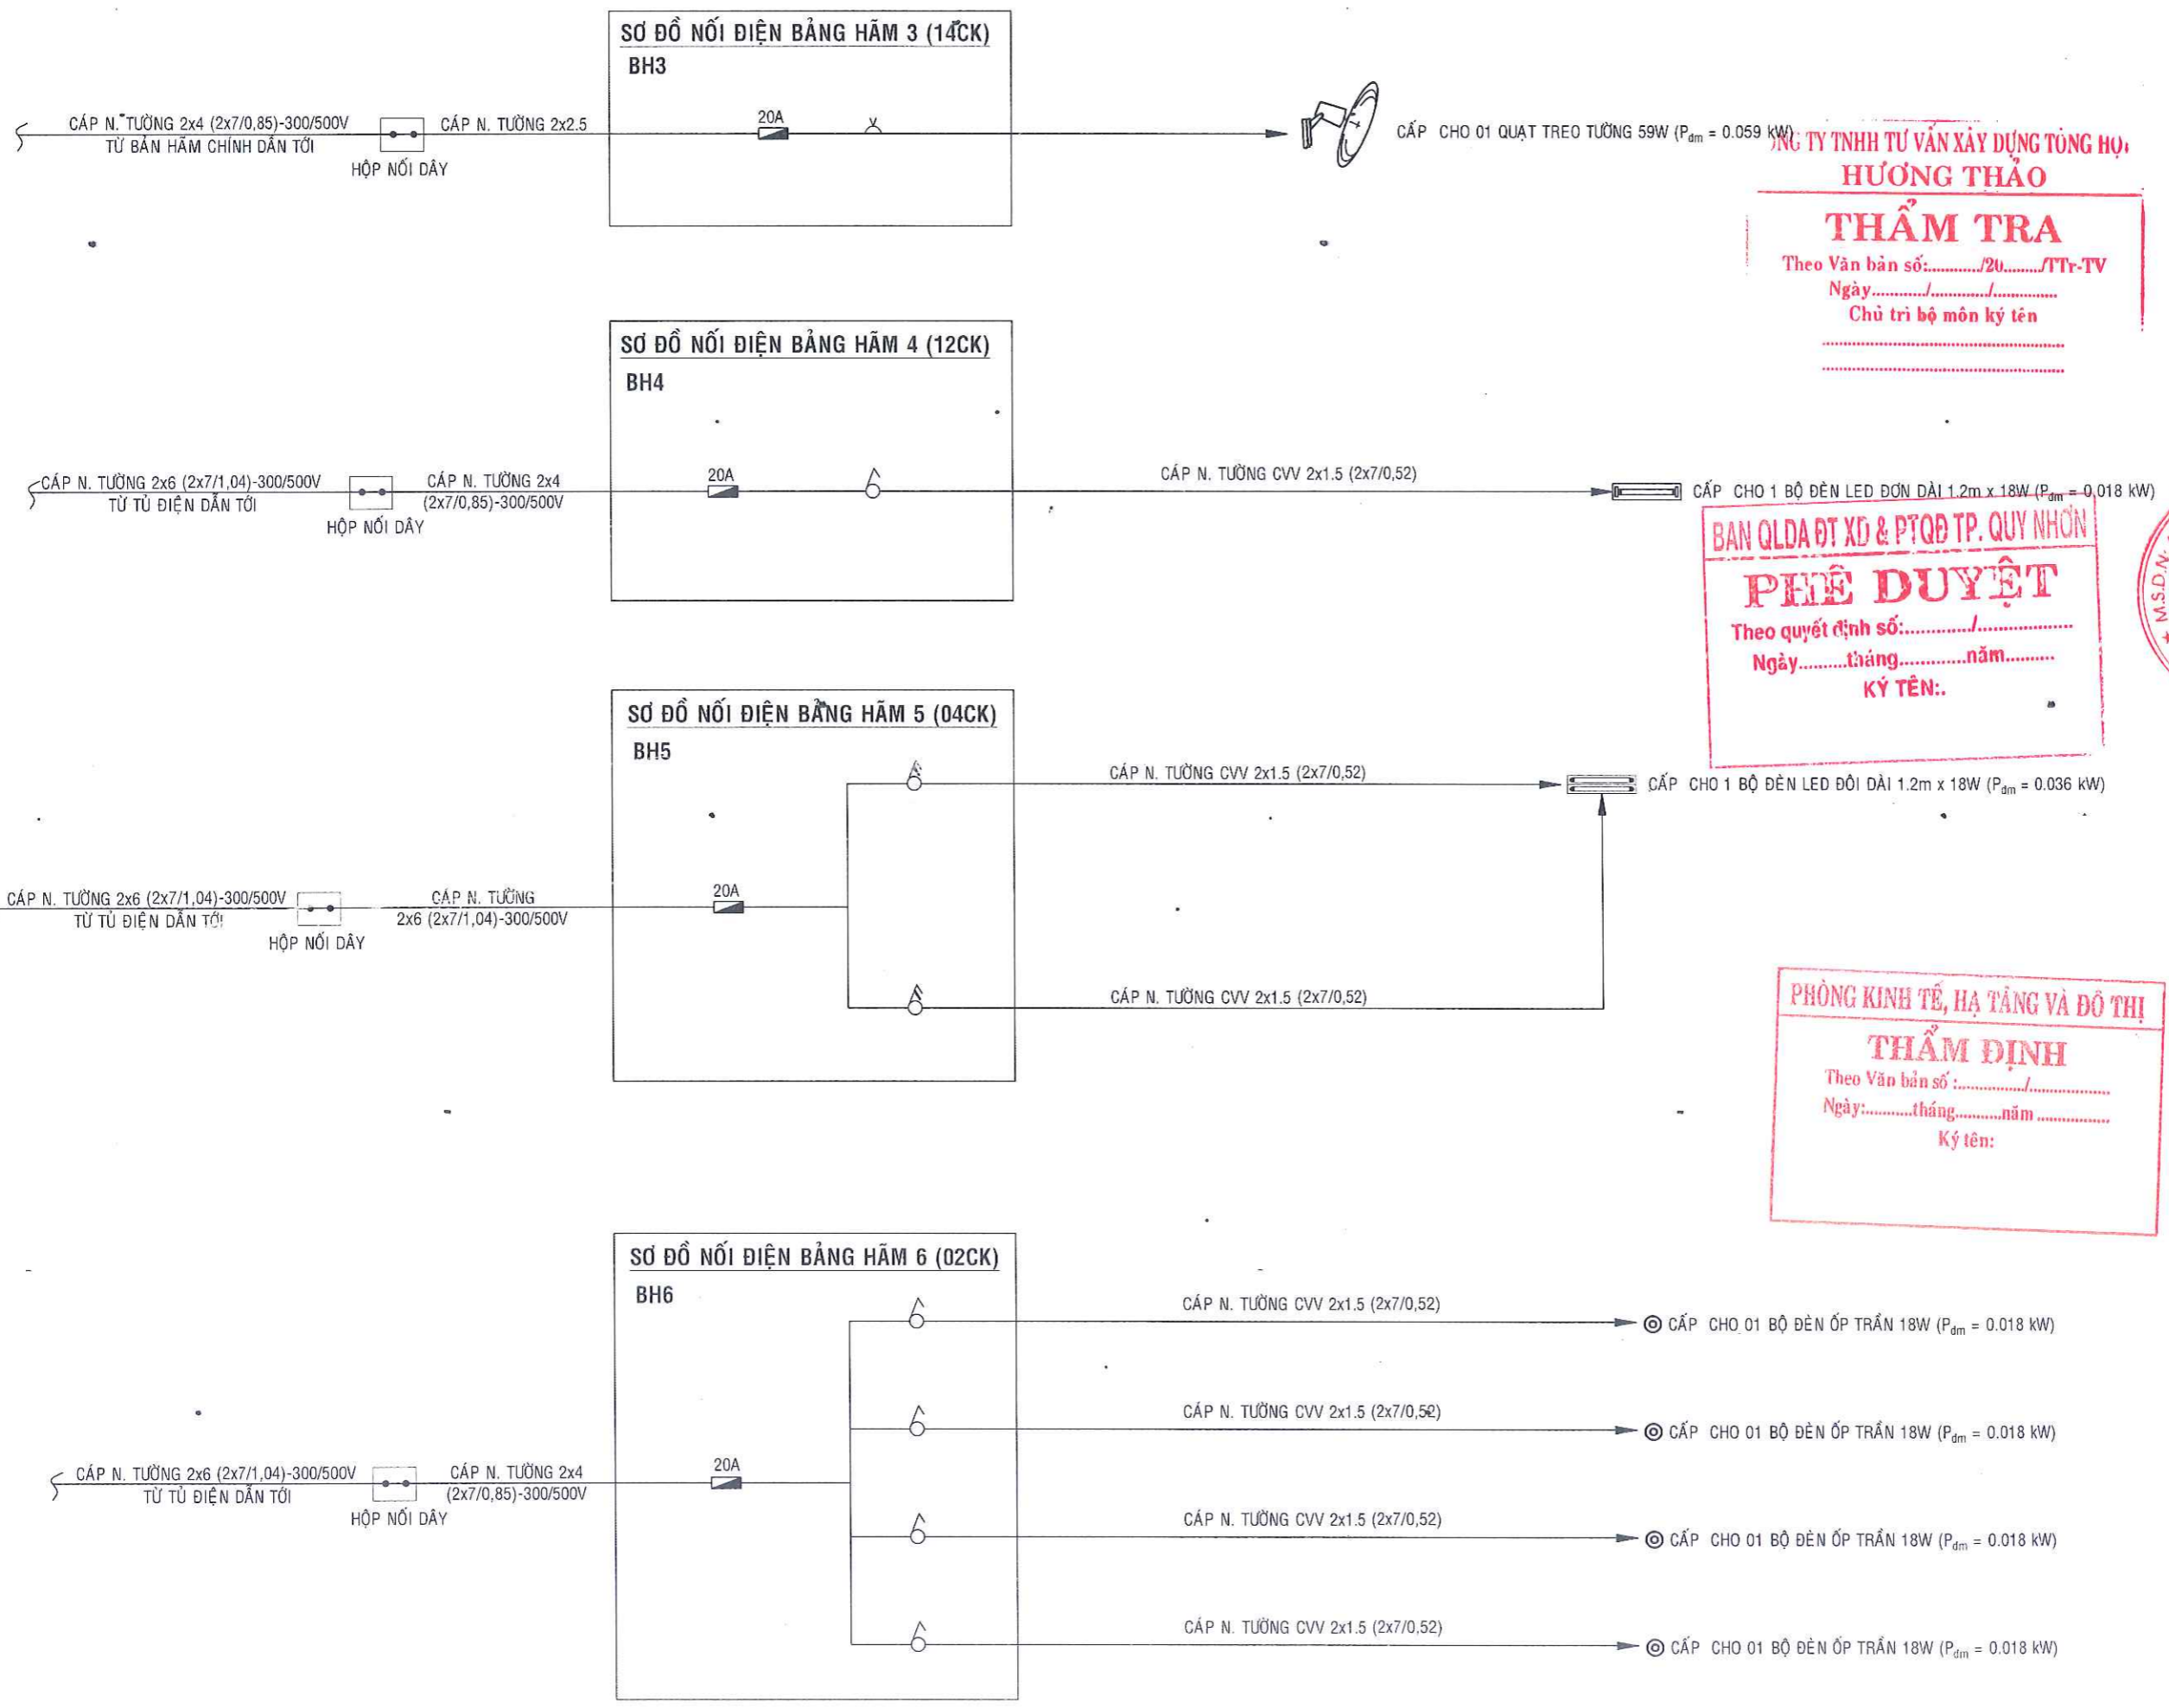 SƠ ĐỒ NỐI ĐIỆN BẢNG HÃM 3 (14CK)
BH3
CÁP N. TƯỜNG 2x4 (2x7/0,85)-300/500V
TỪ BẢN HÃM CHÍNH DẪN TỚI
HỘP NỐI DÂY
CÁP N. TƯỜNG 2x2.5
20A
CẤP CHO 01 QUẠT TREO TƯỜNG 59W (Pdm = 0.059 kW)
TY TNHH TƯ VẤN XÂY DỰNG TỔNG
HƯƠNG THẢO
THẨM TRA
Theo Văn bản số:.........../20........./TTr-TV
Ngày.........../............/.............
Chủ trì bộ môn ký tên
SƠ ĐỒ NỐI ĐIỆN BẢNG HÃM 4 (12CK)
BH4
CÁP N. TƯỜNG 2x6 (2x7/1,04)-300/500V
TỪ TỦ ĐIỆN DẪN TỚI
HỘP NỐI DÂY
CÁP N. TƯỜNG 2x4
(2x7/0,85)-300/500V
20A
CÁP N. TƯỜNG CVV 2x1.5 (2x7/0,52)
CẤP CHO 1 BỘ ĐÈN LED ĐƠN DÀI 1.2m x 18W (Pdm = 0,018 kW)
BAN QLDA ĐT XD & PTQĐ TP. QUY NHƠN
PHÊ DUYỆT
Theo quyết định số:............./.................
Ngày..........tháng.............năm..........
KÝ TÊN:.
M.S.D.N:
SƠ ĐỒ NỐI ĐIỆN BẢNG HÃM 5 (04CK)
BH5
CÁP N. TƯỜNG CVV 2x1.5 (2x7/0,52)
CẤP CHO 1 BỘ ĐÈN LED ĐÔI DÀI 1.2m x 18W (Pdm = 0.036 kW)
CÁP N. TƯỜNG 2x6 (2x7/1,04)-300/500V
TỪ TỦ ĐIỆN DẪN TỚI
HỘP NỐI DÂY
CÁP N. TƯỜNG
2x6 (2x7/1,04)-300/500V
20A
CÁP N. TƯỜNG CVV 2x1.5 (2x7/0,52)
PHÒNG KINH TẾ, HẠ TẦNG VÀ ĐÔ THỊ
THẨM ĐỊNH
Theo Văn bản số :............../................
Ngày:..........tháng..........năm ...............
Ký tên:
SƠ ĐỒ NỐI ĐIỆN BẢNG HÃM 6 (02CK)
BH6
CÁP N. TƯỜNG CVV 2x1.5 (2x7/0,52)
CẤP CHO 01 BỘ ĐÈN ỐP TRẦN 18W (Pdm = 0.018 kW)
CÁP N. TƯỜNG CVV 2x1.5 (2x7/0,52)
CẤP CHO 01 BỘ ĐÈN ỐP TRẦN 18W (Pdm = 0.018 kW)
CÁP N. TƯỜNG 2x6 (2x7/1,04)-300/500V
TỪ TỦ ĐIỆN DẪN TỚI
HỘP NỐI DÂY
CÁP N. TƯỜNG 2x4
(2x7/0,85)-300/500V
20A
CÁP N. TƯỜNG CVV 2x1.5 (2x7/0,52)
CẤP CHO 01 BỘ ĐÈN ỐP TRẦN 18W (Pdm = 0.018 kW)
CÁP N. TƯỜNG CVV 2x1.5 (2x7/0,52)
CẤP CHO 01 BỘ ĐÈN ỐP TRẦN 18W (Pdm = 0.018 kW)